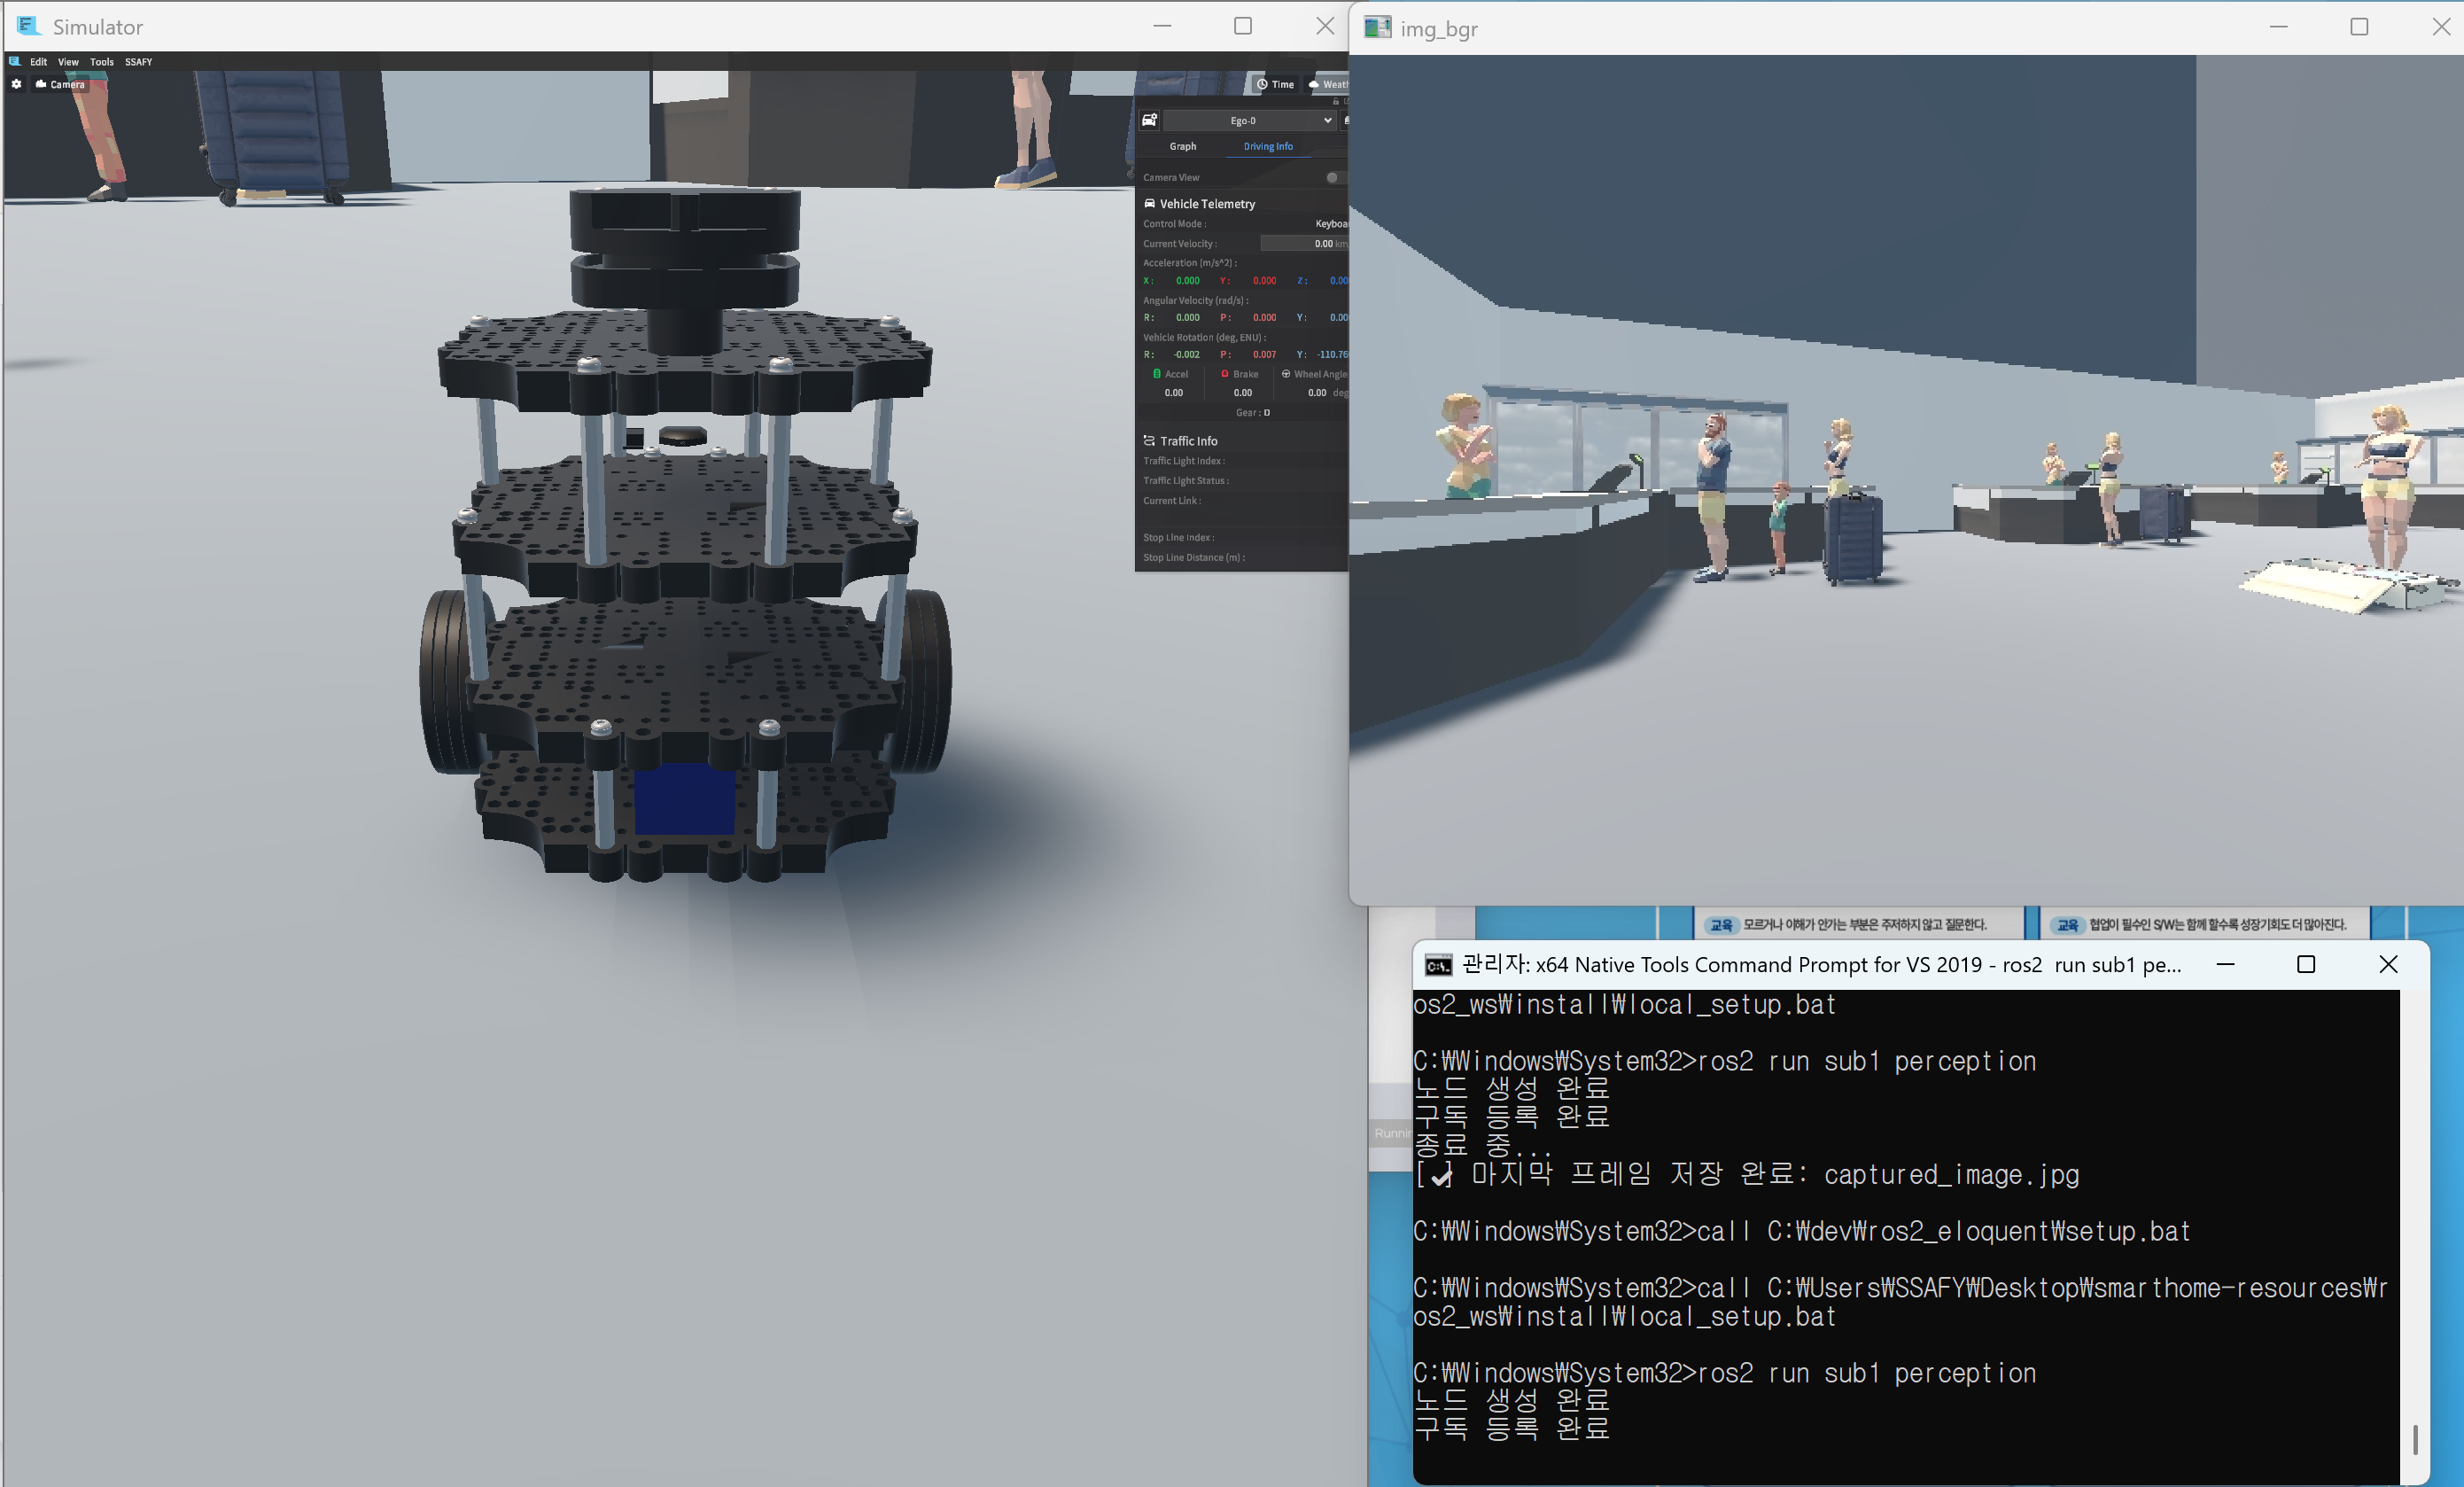 Simulator
Edit View Tools SSAFY
Camera
Time
Ego-0
Graph Driving Info
Camera View
Vehicle Telemetry
Control Mode :
Current Velocity : 0.00
Acceleration (m/s^2) :
X : 0.000 Y : 0.000 Z : 0.00
Angular Velocity (rad/s) :
R : 0.000 P : 0.000 Y : 0.00
Vehicle Rotation (deg, ENU) :
R : -0.002 P : 0.007 Y : -110.76
Accel Brake Wheel Angle
0.00 0.00 0.00 deg
Gear : D
Traffic Info
Traffic Light Index :
Traffic Light Status :
Current Link :
Stop Line Index :
Stop Line Distance (m) :
img_bgr
교육 모르거나 이해가 안가는 부분은 주저하지 않고 질문한다.
교육 협업이 필수인 S/W는 함께 할수록 성장기회도 더 많아진다.
관리자: x64 Native Tools Command Prompt for VS 2019 - ros2 run sub1 pe...
os2_ws₩install₩local_setup.bat
C:₩Windows₩System32>ros2 run sub1 perception
노드 생성 완료
구독 등록 완료
종료 중...
[✔] 마지막 프레임 저장 완료: captured_image.jpg
C:₩Windows₩System32>call C:₩dev₩ros2_eloquent₩setup.bat
C:₩Windows₩System32>call C:₩Users₩SSAFY₩Desktop₩smarthome-resources₩r
os2_ws₩install₩local_setup.bat
C:₩Windows₩System32>ros2 run sub1 perception
노드 생성 완료
구독 등록 완료